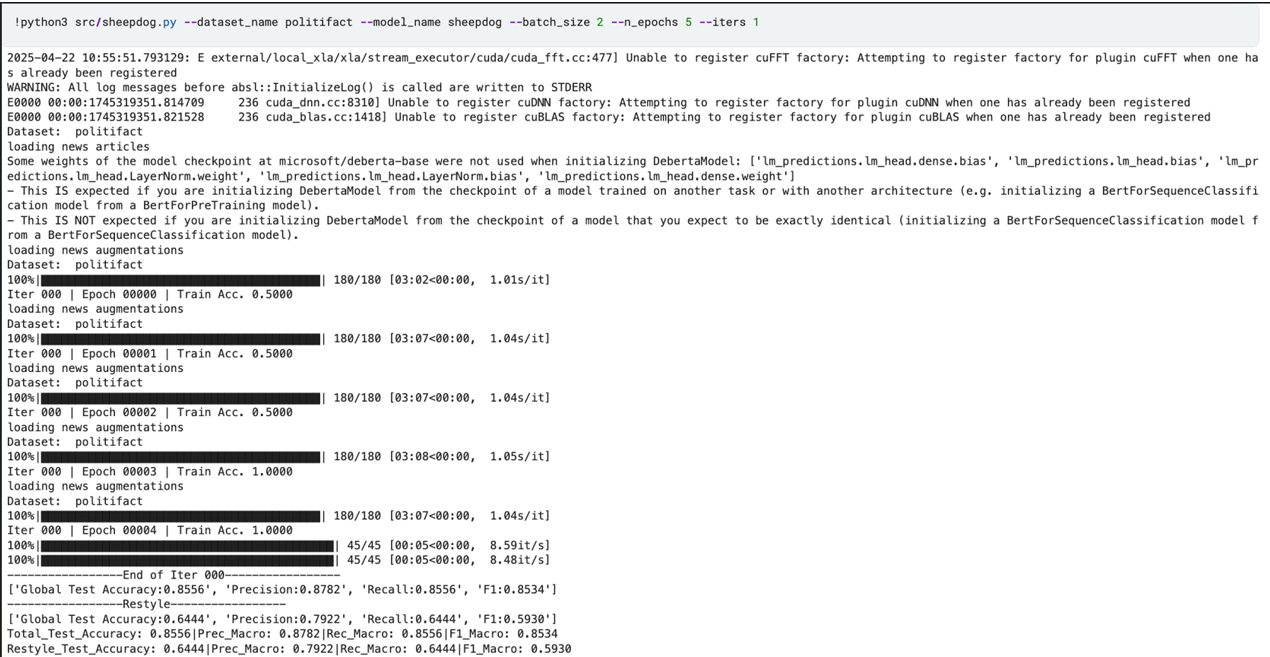 !python3 src/sheepdog.py --dataset_name politifact --model_name sheepdog --batch_size 2 --n_epochs 5 --iters 1
2025-04-22 10:55:51.793129: E external/local_xla/xla/stream_executor/cuda/cuda_fft.cc:477] Unable to register cuFFT factory: Attempting to register factory for plugin cuFFT when one ha
s already been registered
WARNING: All log messages before absl::InitializeLog() is called are written to STDERR
E0000 00:00:1745319351.814709     236 cuda_dnn.cc:8310] Unable to register cuDNN factory: Attempting to register factory for plugin cuDNN when one has already been registered
E0000 00:00:1745319351.821528     236 cuda_blas.cc:1418] Unable to register cuBLAS factory: Attempting to register factory for plugin cuBLAS when one has already been registered
Dataset:  politifact
loading news articles
Some weights of the model checkpoint at microsoft/deberta-base were not used when initializing DebertaModel: ['lm_predictions.lm_head.dense.bias', 'lm_predictions.lm_head.bias', 'lm_pr
edictions.lm_head.LayerNorm.weight', 'lm_predictions.lm_head.LayerNorm.bias', 'lm_predictions.lm_head.dense.weight']
- This IS expected if you are initializing DebertaModel from the checkpoint of a model trained on another task or with another architecture (e.g. initializing a BertForSequenceClassifi
cation model from a BertForPreTraining model).
- This IS NOT expected if you are initializing DebertaModel from the checkpoint of a model that you expect to be exactly identical (initializing a BertForSequenceClassification model f
rom a BertForSequenceClassification model).
loading news augmentations
Dataset:  politifact
100%|██████████| 180/180 [03:02<00:00,  1.01s/it]
Iter 000 | Epoch 00000 | Train Acc. 0.5000
loading news augmentations
Dataset:  politifact
100%|██████████| 180/180 [03:07<00:00,  1.04s/it]
Iter 000 | Epoch 00001 | Train Acc. 0.5000
loading news augmentations
Dataset:  politifact
100%|██████████| 180/180 [03:07<00:00,  1.04s/it]
Iter 000 | Epoch 00002 | Train Acc. 0.5000
loading news augmentations
Dataset:  politifact
100%|██████████| 180/180 [03:08<00:00,  1.05s/it]
Iter 000 | Epoch 00003 | Train Acc. 1.0000
loading news augmentations
Dataset:  politifact
100%|██████████| 180/180 [03:07<00:00,  1.04s/it]
Iter 000 | Epoch 00004 | Train Acc. 1.0000
100%|██████████| 45/45 [00:05<00:00,  8.59it/s]
100%|██████████| 45/45 [00:05<00:00,  8.48it/s]
-----------------End of Iter 000-----------------
['Global Test Accuracy:0.8556', 'Precision:0.8782', 'Recall:0.8556', 'F1:0.8534']
-----------------Restyle-----------------
['Global Test Accuracy:0.6444', 'Precision:0.7922', 'Recall:0.6444', 'F1:0.5930']
Total_Test_Accuracy: 0.8556|Prec_Macro: 0.8782|Rec_Macro: 0.8556|F1_Macro: 0.8534
Restyle_Test_Accuracy: 0.6444|Prec_Macro: 0.7922|Rec_Macro: 0.6444|F1_Macro: 0.5930